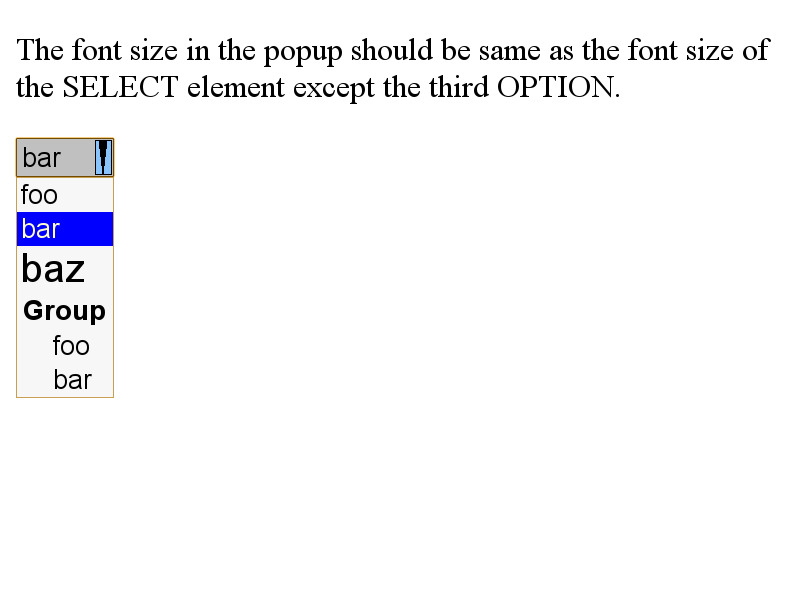 The font size in the popup should be same as the font size of
the SELECT element except the third OPTION.
bar
foo
bar
baz
Group
foo
bar